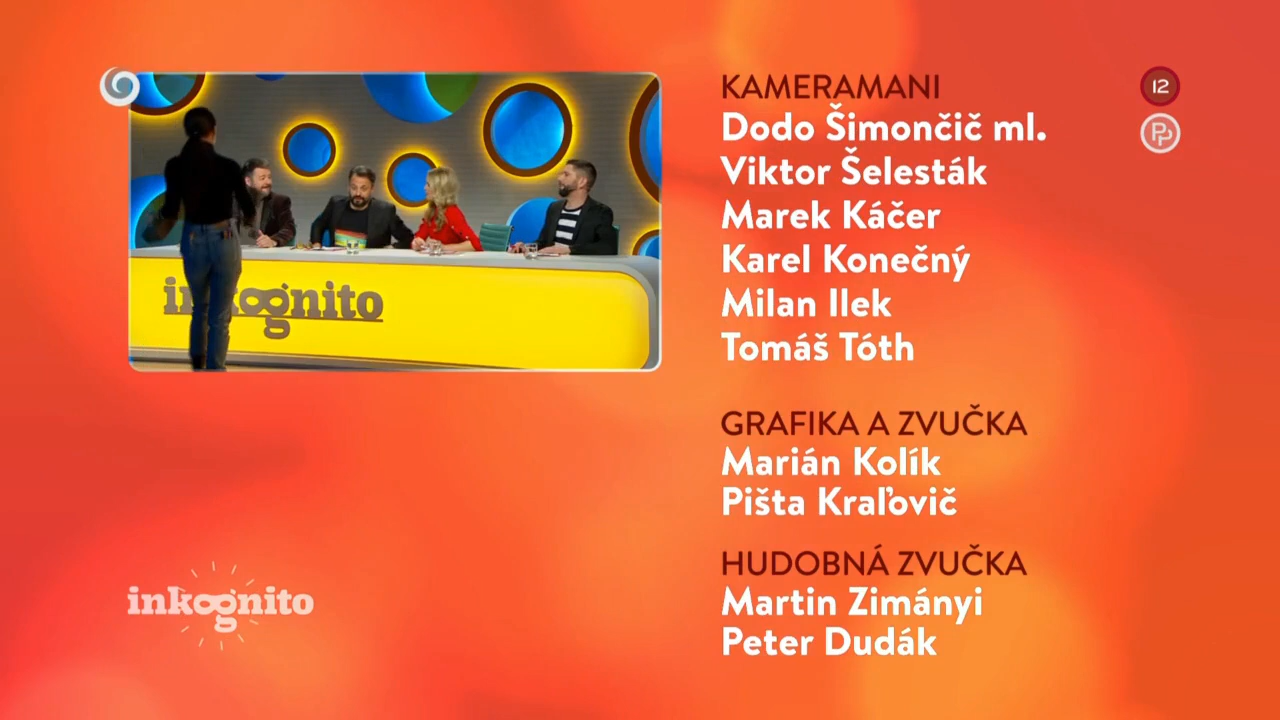 KAMERAMANI
Dodo Šimončič ml.
Viktor Šelesták
Marek Káčer
Karel Konečný
Milan Ilek
Tomáš Tóth
GRAFIKA A ZVUČKA
Marián Kolík
Pišta Kraľovič
HUDOBNÁ ZVUČKA
Martin Zimányi
Peter Dudák
12
PP
inkognito
inkognito